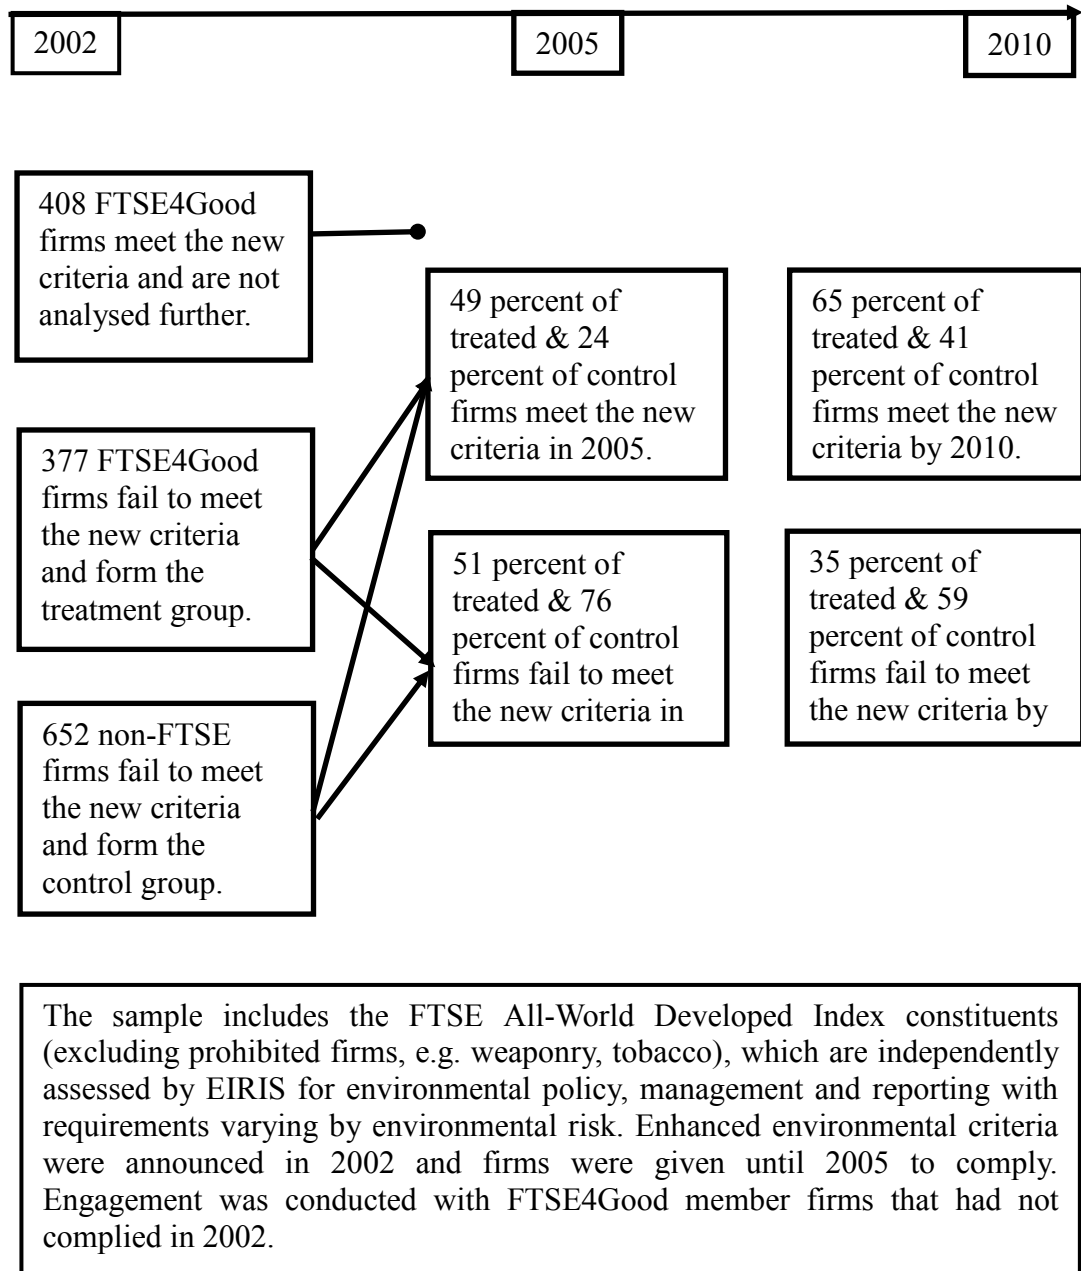 2002
2005
2010
408 FTSE4Good
firms meet the new
criteria and are not
analysed further.
377 FTSE4Good
firms fail to meet
the new criteria
and form the
treatment group.
652 non-FTSE
firms fail to meet
the new criteria
and form the
control group.
49 percent of
treated & 24
percent of control
firms meet the new
criteria in 2005.
51 percent of
treated & 76
percent of control
firms fail to meet
the new criteria in
65 percent of
treated & 41
percent of control
firms meet the new
criteria by 2010.
35 percent of
treated & 59
percent of control
firms fail to meet
the new criteria by
The sample includes the FTSE All-World Developed Index constituents
(excluding prohibited firms, e.g. weaponry, tobacco), which are independently
assessed by EIRIS for environmental policy, management and reporting with
requirements varying by environmental risk. Enhanced environmental criteria
were announced in 2002 and firms were given until 2005 to comply.
Engagement was conducted with FTSE4Good member firms that had not
complied in 2002.